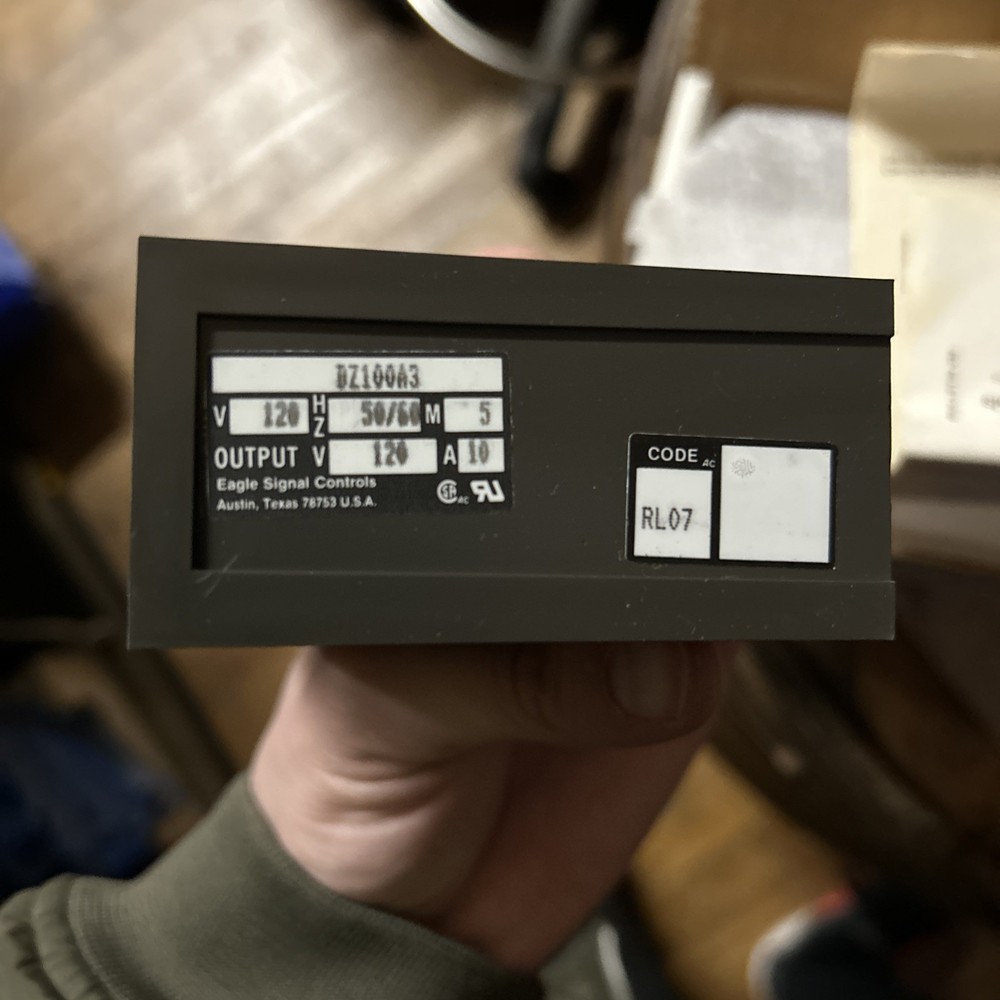 BZ100A3
V 120 HZ 50/60 M 5
OUTPUT V 120 A 10
Eagle Signal Controls
Austin, Texas 78753 U.S.A.
CODE AC
RL07